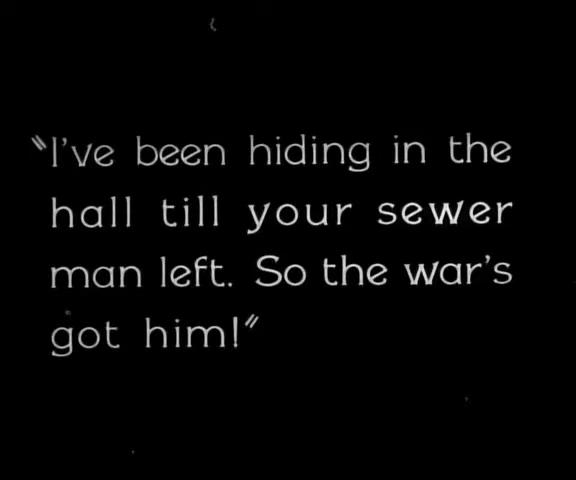 "I've been hiding in the
hall till your sewer
man left. So the war's
got him!"